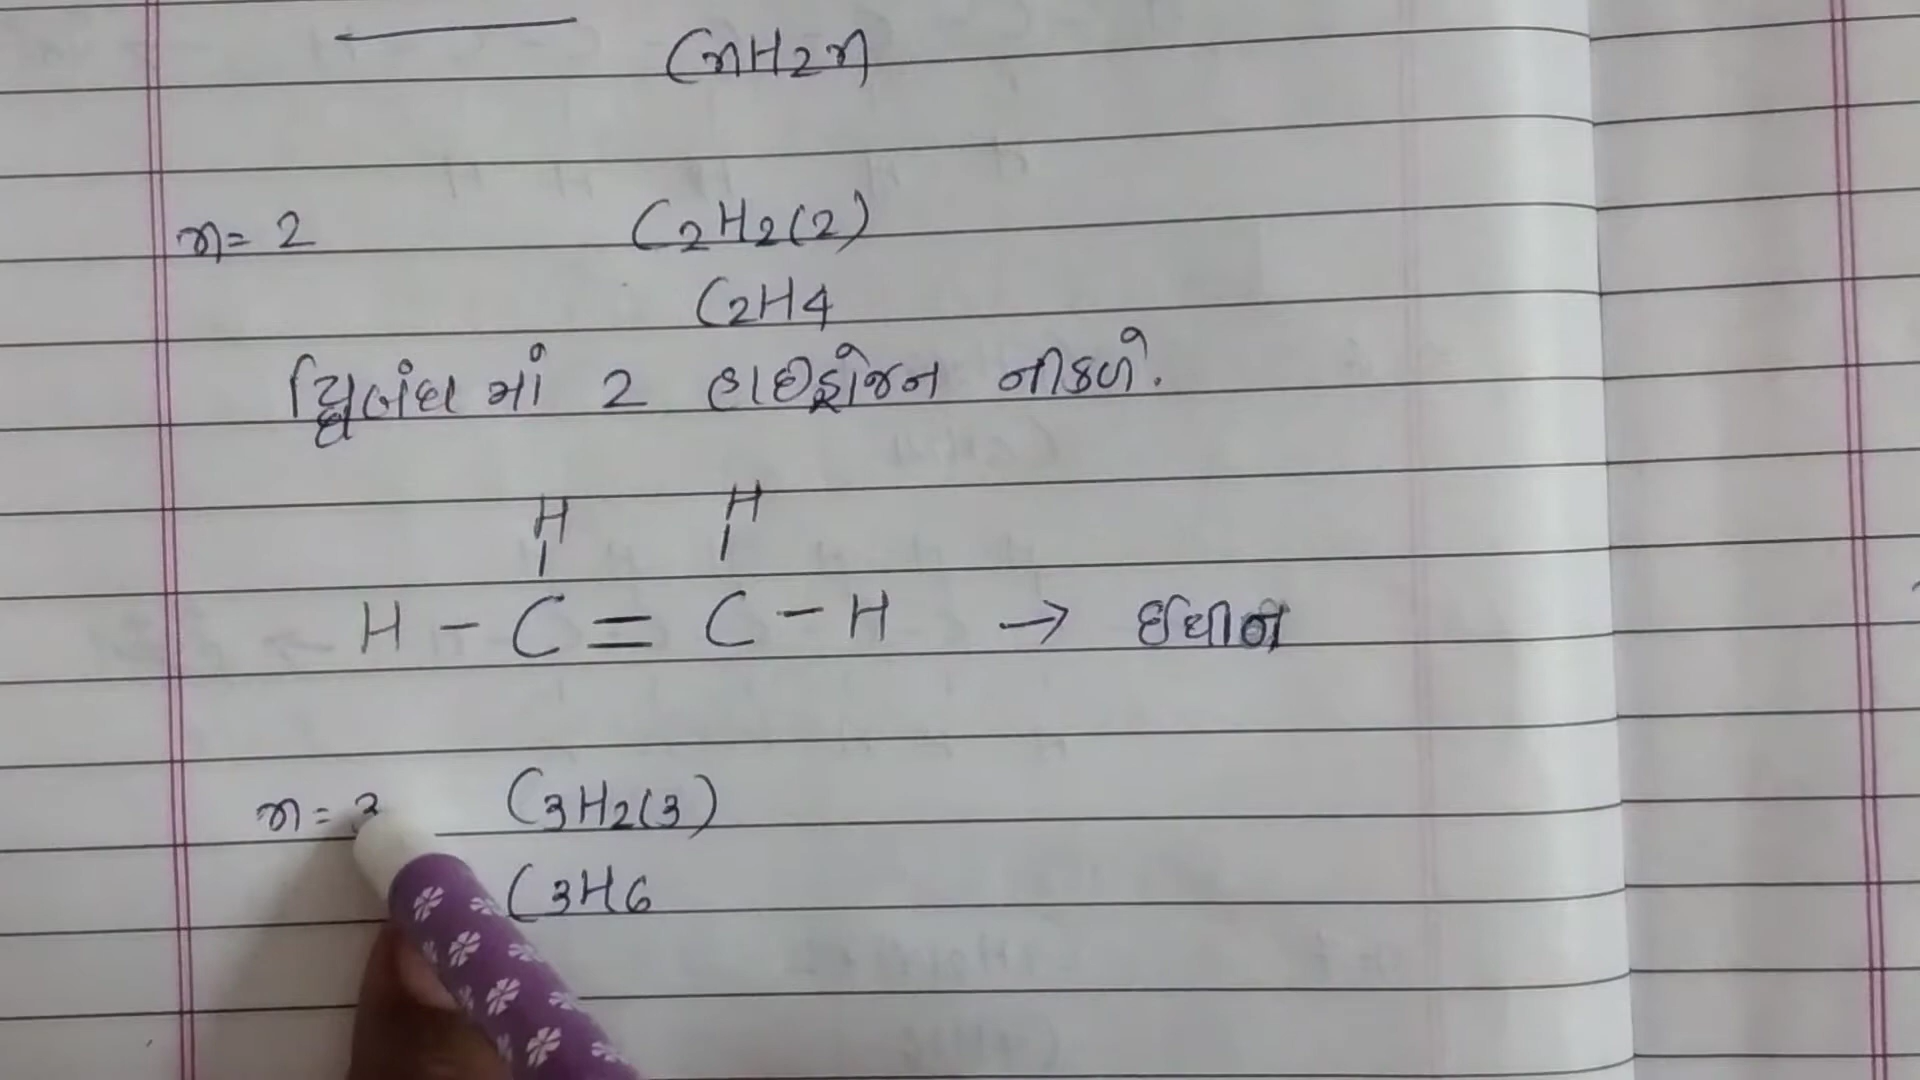 CnH2n
n = 2 C2H2(2)
C2H4
દ્વિબંધ માં 2 હાઇડ્રોજન નીકળે.
H H
H - C = C - H → ઇથીન
n = 3 C3H2(3)
C3H6